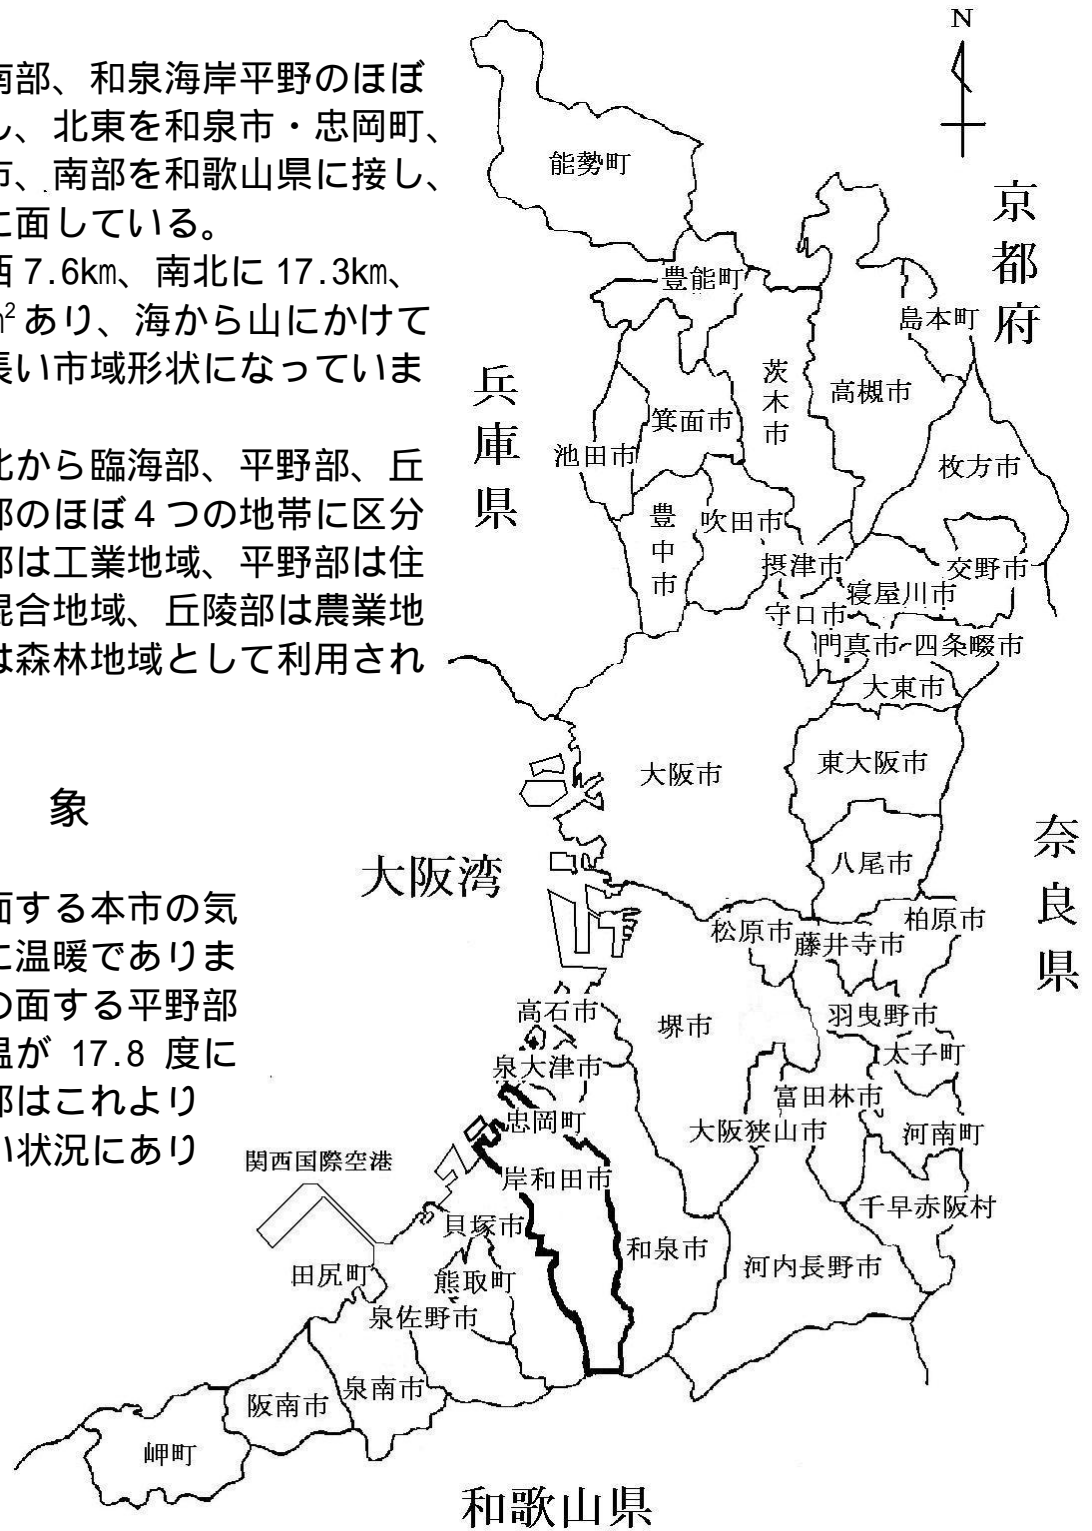 南部、和泉海岸平野のほぼ
し、北東を和泉市・忠岡町、
市、南部を和歌山県に接し、
に面している。
西 7.6㎞、南北に 17.3㎞、
㎡あり、海から山にかけて
長い市域形状になっていま
北から臨海部、平野部、丘
部のほぼ４つの地帯に区分
部は工業地域、平野部は住
混合地域、丘陵部は農業地
は森林地域として利用され
象
面する本市の気
に温暖でありま
の面する平野部
温が 17.8 度に
部はこれより
い状況にあり
N
能勢町
京都府
豊能町
島本町
兵庫県
茨木市
高槻市
箕面市
池田市
枚方市
豊中市
吹田市
摂津市
交野市
寝屋川市
守口市
門真市
四条畷市
大東市
大阪市
東大阪市
八尾市
奈良県
大阪湾
松原市
藤井寺市
柏原市
高石市
堺市
羽曳野市
泉大津市
太子町
富田林市
忠岡町
大阪狭山市
河南町
関西国際空港
岸和田市
千早赤阪村
貝塚市
和泉市
河内長野市
田尻町
熊取町
泉佐野市
阪南市
泉南市
岬町
和歌山県